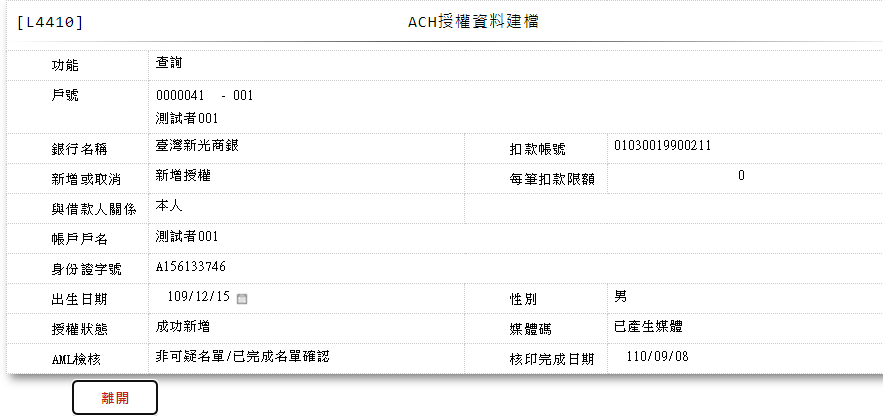 [L4410] ACH授權資料建檔
功能 查詢
戶號 0000041 - 001
測試者001
銀行名稱 臺灣新光商銀 扣款帳號 01030019900211
新增或取消 新增授權 每筆扣款限額 0
與借款人關係 本人
帳戶戶名 測試者001
身份證字號 A156133746
出生日期 109/12/15 性別 男
授權狀態 成功新增 媒體碼 已產生媒體
AML檢核 非可疑名單/已完成名單確認 核印完成日期 110/09/08
離開